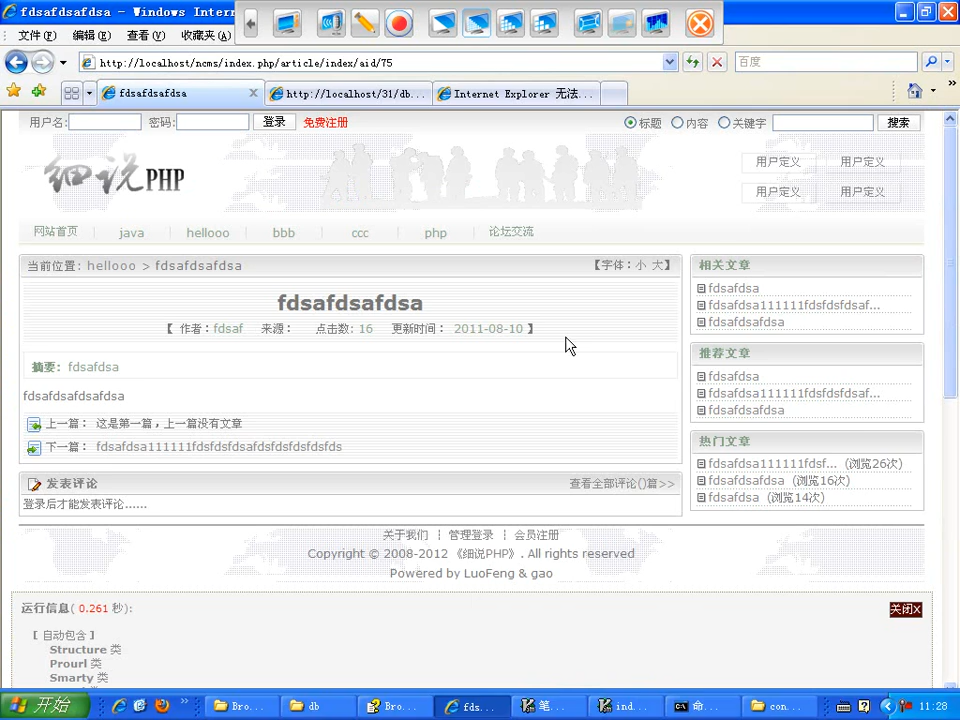 fdsafdsafdsa - Windows Intern
文件(F) 编辑(E) 查看(V) 收藏夹(A)
http://localhost/ncms/index.php/article/index/aid/75
百度
fdsafdsafdsa
http://localhost/31/db...
Internet Explorer 无法...
用户名: 密码: 登录 免费注册
标题 内容 关键字 搜索
细说PHP
用户定义 用户定义
用户定义 用户定义
网站首页 java hellooo bbb ccc php 论坛交流
当前位置: hellooo > fdsafdsafdsa
【字体：小 大】
fdsafdsafdsa
【 作者：fdsaf 来源： 点击数: 16 更新时间： 2011-08-10 】
摘要: fdsafdsa
fdsafdsafdsafdsa
上一篇： 这是第一篇，上一篇没有文章
下一篇： fdsafdsa111111fdsfdsfdsafdsfdsfdsfdsfds
发表评论
查看全部评论()篇>>
登录后才能发表评论......
相关文章
fdsafdsa
fdsafdsa111111fdsfdsfdsaf...
fdsafdsafdsa
推荐文章
fdsafdsa
fdsafdsa111111fdsfdsfdsaf...
fdsafdsafdsa
热门文章
fdsafdsa111111fdsf... (浏览26次)
fdsafdsafdsa (浏览16次)
fdsafdsa (浏览14次)
关于我们 ┆ 管理登录 ┆ 会员注册
Copyright © 2008-2012 《细说PHP》. All rights reserved
Powered by LuoFeng & gao
运行信息( 0.261 秒):
关闭X
[ 自动包含 ]
Structure 类
Prourl 类
Smarty 类
开始
Bro...
db
Bro...
fds...
笔...
ind...
命...
con...
11:28